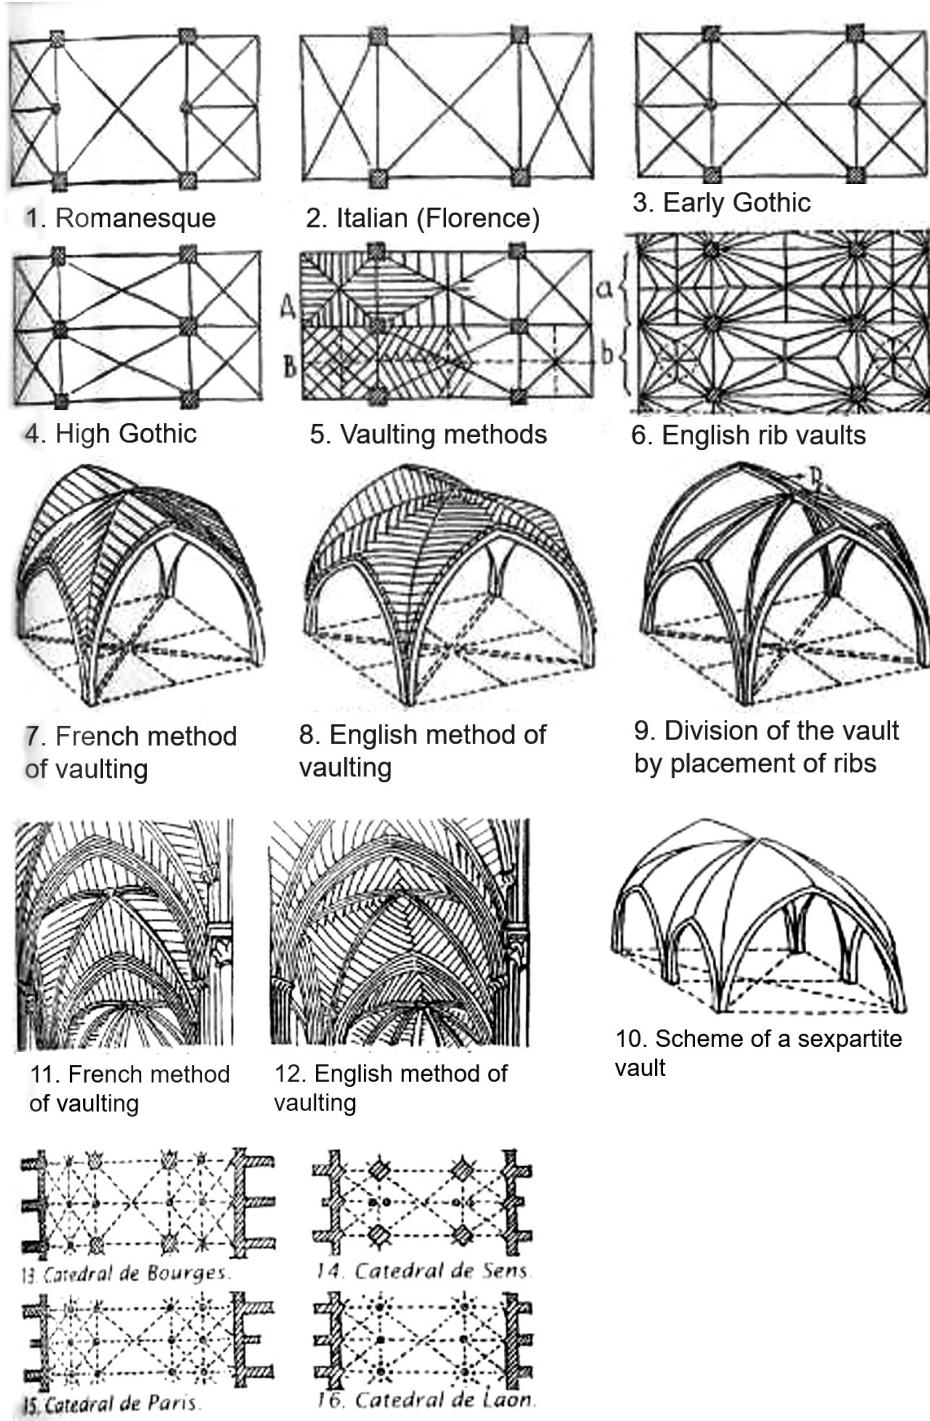 1. Romanesque
2. Italian (Florence)
3. Early Gothic
A
B
a
b
4. High Gothic
5. Vaulting methods
6. English rib vaults
D
7. French method
of vaulting
8. English method of
vaulting
9. Division of the vault
by placement of ribs
11. French method
of vaulting
12. English method of
vaulting
10. Scheme of a sexpartite
vault
13. Catedral de Bourges.
14. Catedral de Sens.
15. Catedral de Paris.
16. Catedral de Laon.